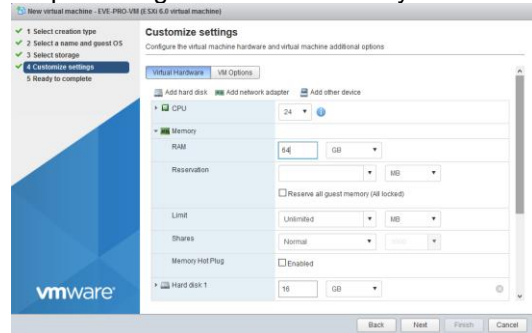 New virtual machine - EVE-PRO-VM (ESXi 6.0 virtual machine)
1 Select creation type
2 Select a name and guest OS
3 Select storage
4 Customize settings
5 Ready to complete
Customize settings
Configure the virtual machine hardware and virtual machine additional options
Virtual Hardware VM Options
Add hard disk Add network adapter Add other device
CPU 24
Memory
RAM 64 GB
Reservation MB
Reserve all guest memory (All locked)
Limit Unlimited MB
Shares Normal
Memory Hot Plug Enabled
Hard disk 1 16 GB
vmware
Back Next Finish Cancel